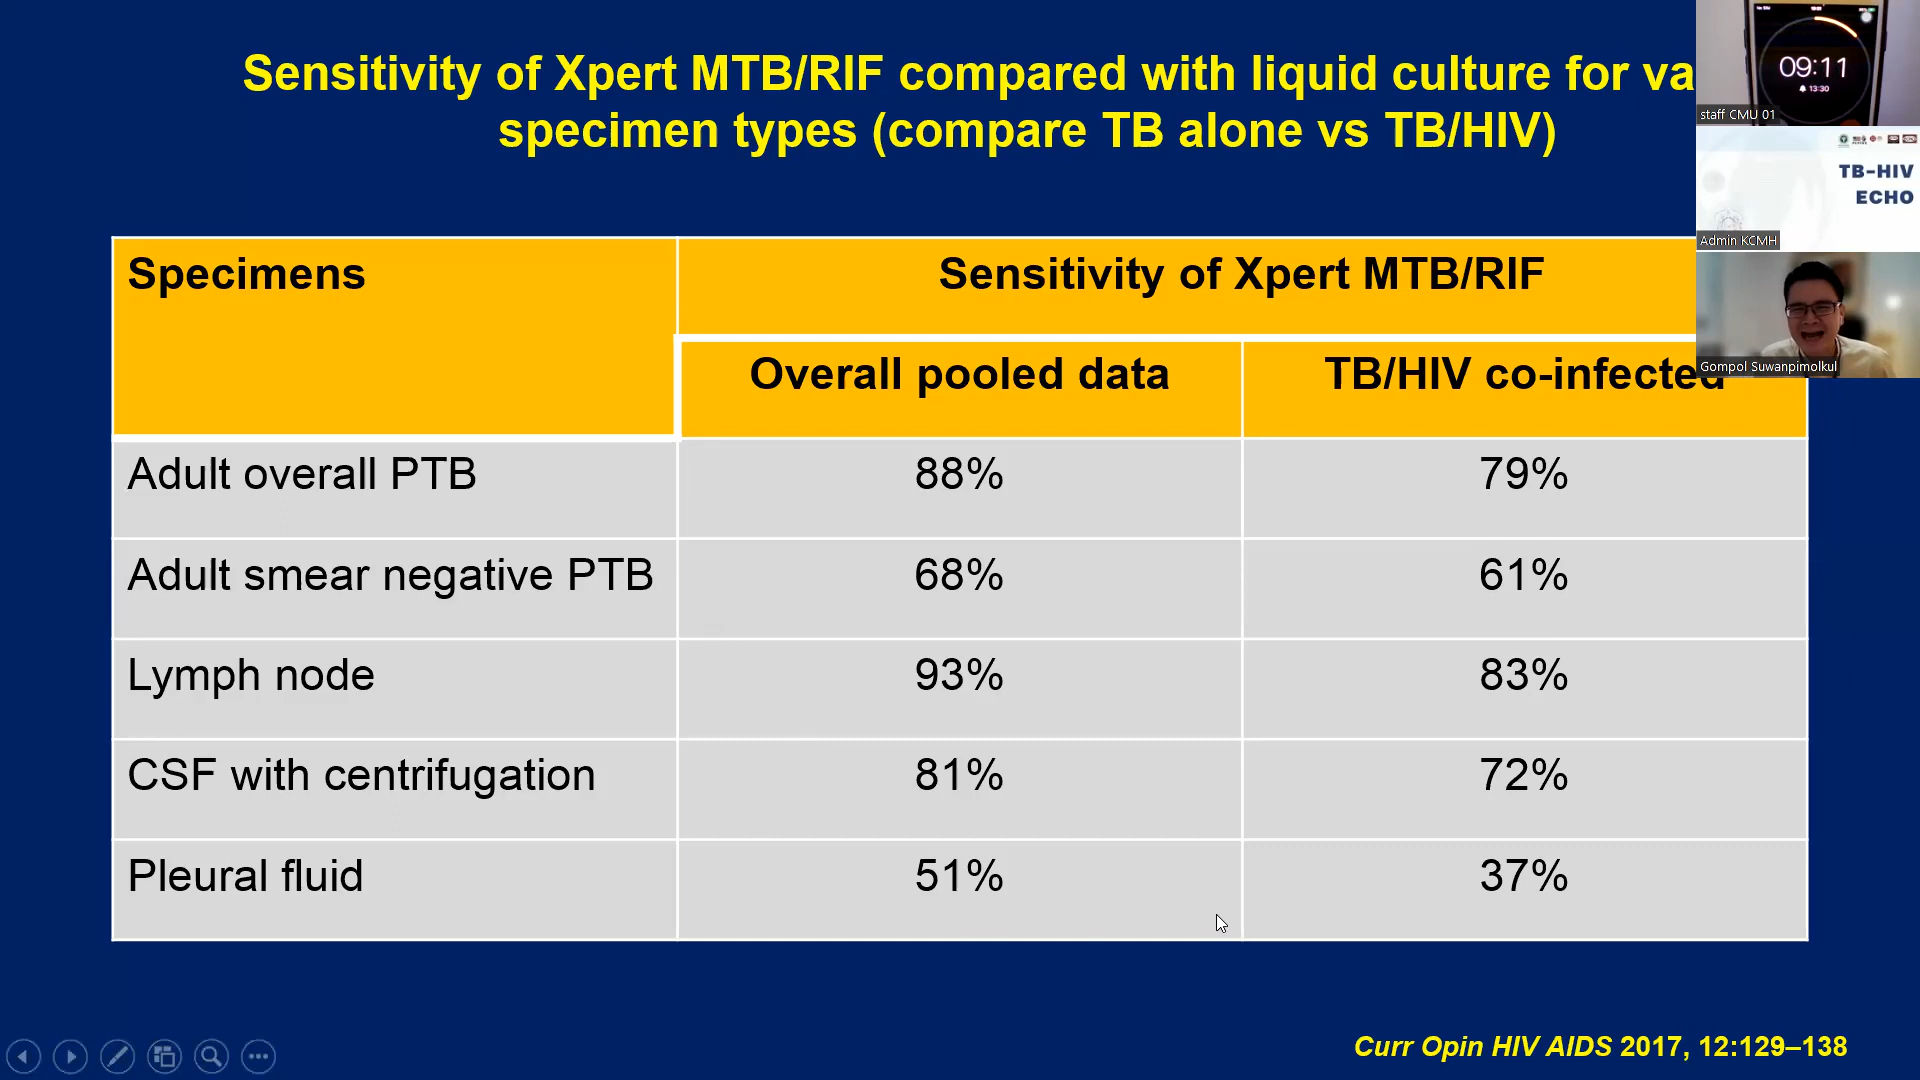 Sensitivity of Xpert MTB/RIF compared with liquid culture for va
specimen types (compare TB alone vs TB/HIV)
09:11
13:30
staff CMU 01
TB-HIV
ECHO
Admin KCMH
Gompol Suwanpimolkul
Specimens
Sensitivity of Xpert MTB/RIF
Overall pooled data
TB/HIV co-infected
Adult overall PTB
88%
79%
Adult smear negative PTB
68%
61%
Lymph node
93%
83%
CSF with centrifugation
81%
72%
Pleural fluid
51%
37%
Curr Opin HIV AIDS 2017, 12:129–138